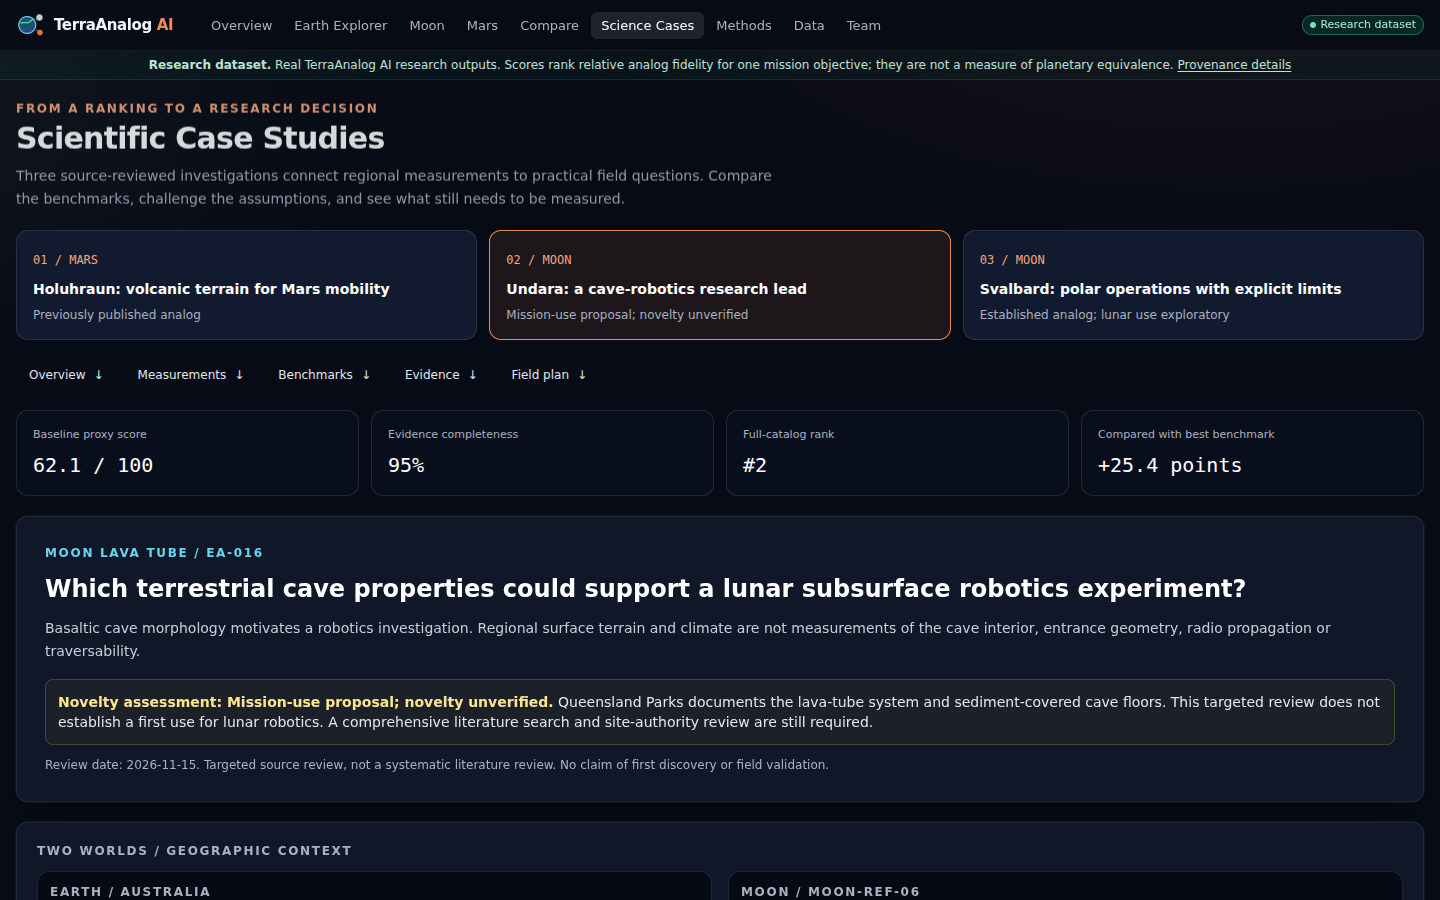 TerraAnalog AI
Overview
Earth Explorer
Moon
Mars
Compare
Science Cases
Methods
Data
Team
Research dataset
Research dataset. Real TerraAnalog AI research outputs. Scores rank relative analog fidelity for one mission objective; they are not a measure of planetary equivalence. Provenance details
FROM A RANKING TO A RESEARCH DECISION
Scientific Case Studies
Three source-reviewed investigations connect regional measurements to practical field questions. Compare
the benchmarks, challenge the assumptions, and see what still needs to be measured.
01 / MARS
Holuhraun: volcanic terrain for Mars mobility
Previously published analog
02 / MOON
Undara: a cave-robotics research lead
Mission-use proposal; novelty unverified
03 / MOON
Svalbard: polar operations with explicit limits
Established analog; lunar use exploratory
Overview ↓
Measurements ↓
Benchmarks ↓
Evidence ↓
Field plan ↓
Baseline proxy score
62.1 / 100
Evidence completeness
95%
Full-catalog rank
#2
Compared with best benchmark
+25.4 points
MOON LAVA TUBE / EA-016
Which terrestrial cave properties could support a lunar subsurface robotics experiment?
Basaltic cave morphology motivates a robotics investigation. Regional surface terrain and climate are not measurements of the cave interior, entrance geometry, radio propagation or
traversability.
Novelty assessment: Mission-use proposal; novelty unverified. Queensland Parks documents the lava-tube system and sediment-covered cave floors. This targeted review does not
establish a first use for lunar robotics. A comprehensive literature search and site-authority review are still required.
Review date: 2026-11-15. Targeted source review, not a systematic literature review. No claim of first discovery or field validation.
TWO WORLDS / GEOGRAPHIC CONTEXT
EARTH / AUSTRALIA
MOON / MOON-REF-06